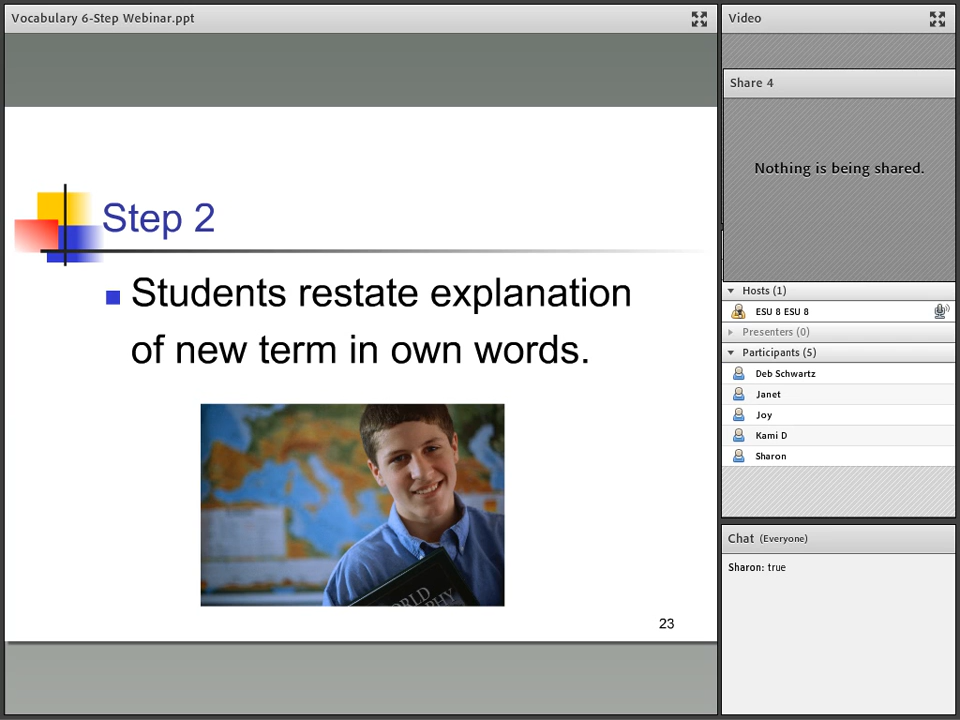 Vocabulary 6-Step Webinar.ppt
Step 2
Students restate explanation
of new term in own words.
23
Video
Share 4
Nothing is being shared.
Hosts (1)
ESU 8 ESU 8
Presenters (0)
Participants (5)
Deb Schwartz
Janet
Joy
Kami D
Sharon
Chat (Everyone)
Sharon: true